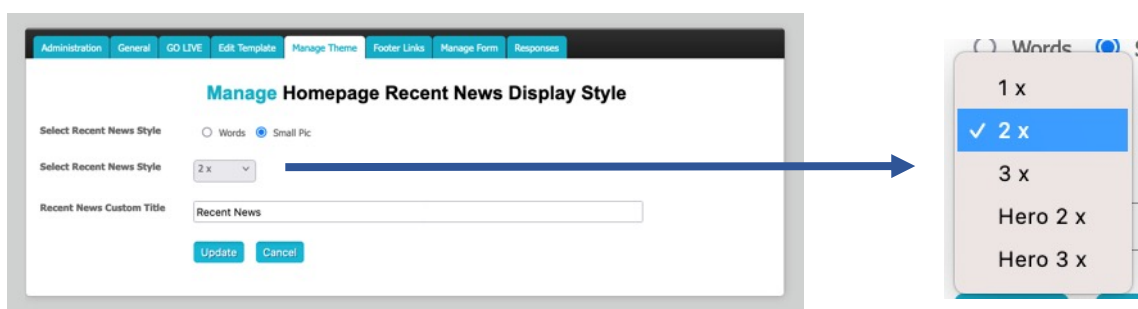 Administration General GO LIVE Edit Template Manage Theme Footer Links Manage Form Responses
Manage Homepage Recent News Display Style
Select Recent News Style Words Small Pic
Select Recent News Style 2 x
Recent News Custom Title Recent News
Update Cancel
Words
1 x
✓ 2 x
3 x
Hero 2 x
Hero 3 x